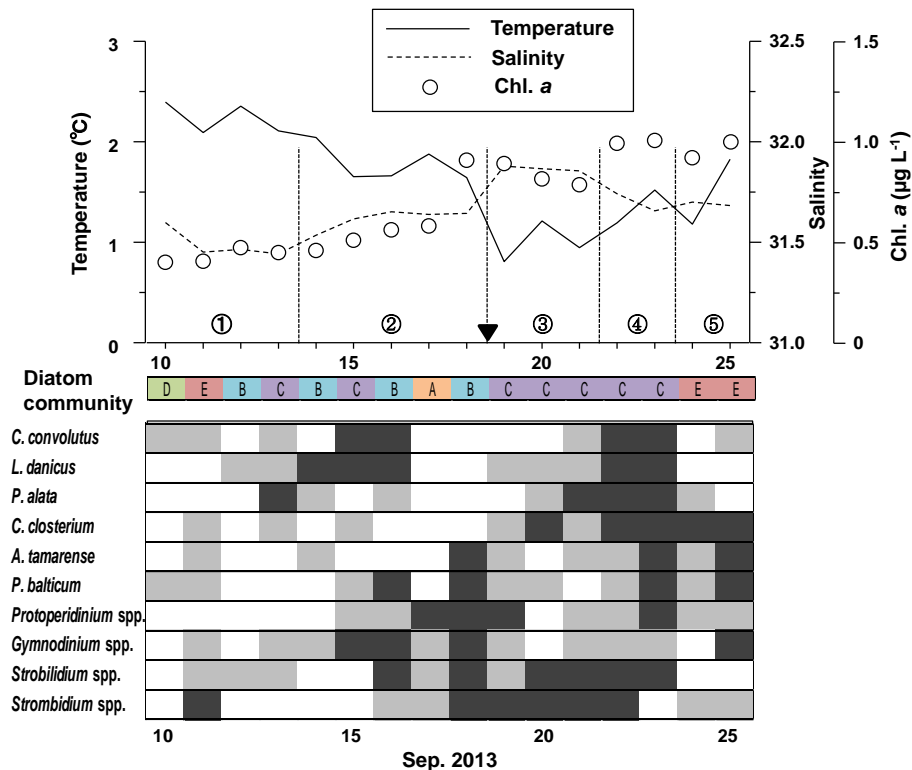 Temperature
Salinity
Chl. a
3
2
1
0
Temperature (℃)
32.5
32.0
31.5
31.0
Salinity
1.5
1.0
0.5
0
Chl. a (µg L-1)
① ② ③ ④ ⑤
10 15 20 25
Diatom community
D E B C B C B A B C C C C C E E
C. convolutus
L. danicus
P. alata
C. closterium
A. tamarense
P. balticum
Protoperidinium spp.
Gymnodinium spp.
Strobilidium spp.
Strombidium spp.
10 15 20 25
Sep. 2013